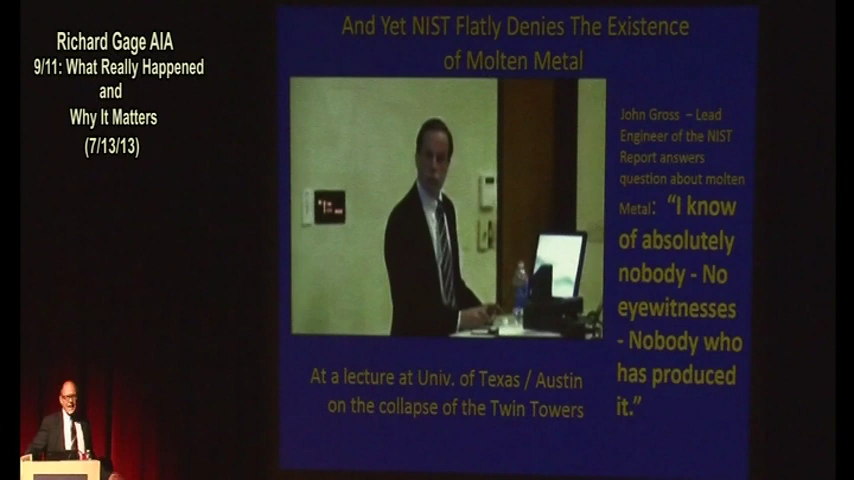 Richard Gage AIA
9/11: What Really Happened
and
Why It Matters
(7/13/13)
And Yet NIST Flatly Denies The Existence
of Molten Metal
John Gross – Lead
Engineer of the NIST
Report answers
question about molten
Metal: “I know
of absolutely
nobody - No
eyewitnesses
- Nobody who
has produced
it.”
At a lecture at Univ. of Texas / Austin
on the collapse of the Twin Towers